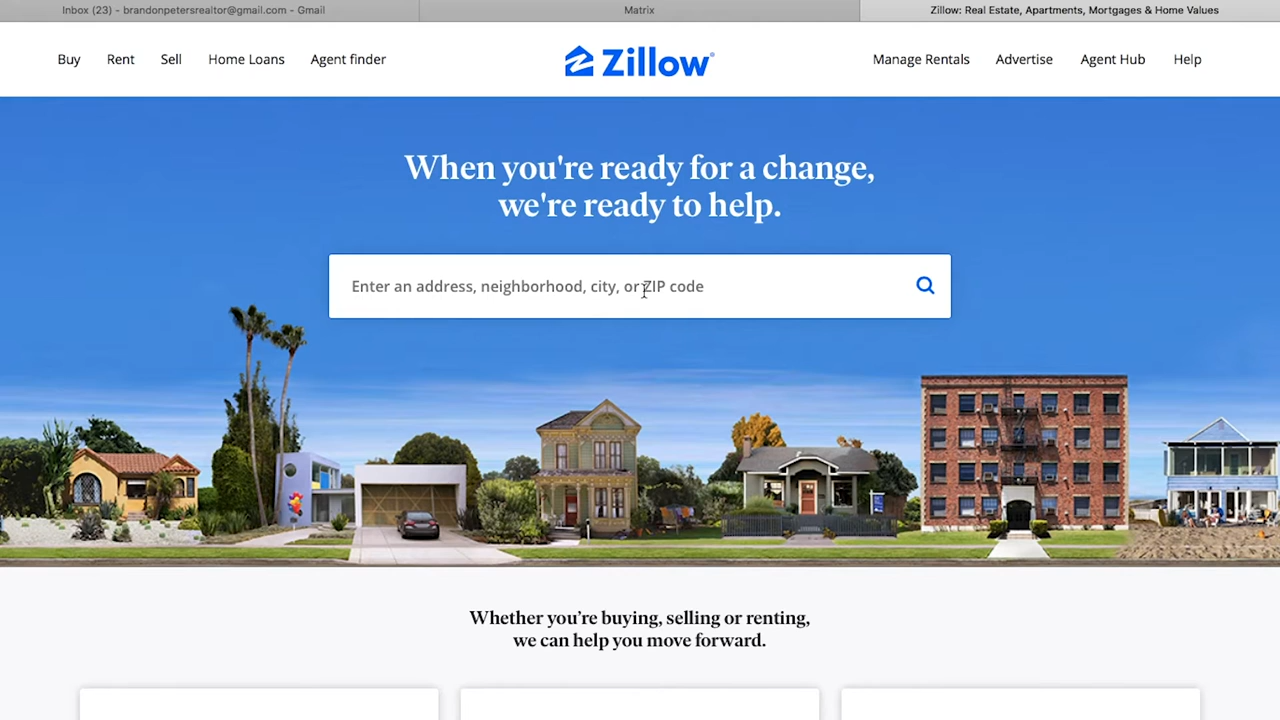 Inbox (23) - brandonpetersrealtor@gmail.com - Gmail
Matrix
Zillow: Real Estate, Apartments, Mortgages & Home Values
Buy
Rent
Sell
Home Loans
Agent finder
Zillow
Manage Rentals
Advertise
Agent Hub
Help
When you're ready for a change,
we're ready to help.
Enter an address, neighborhood, city, or ZIP code
Whether you’re buying, selling or renting,
we can help you move forward.